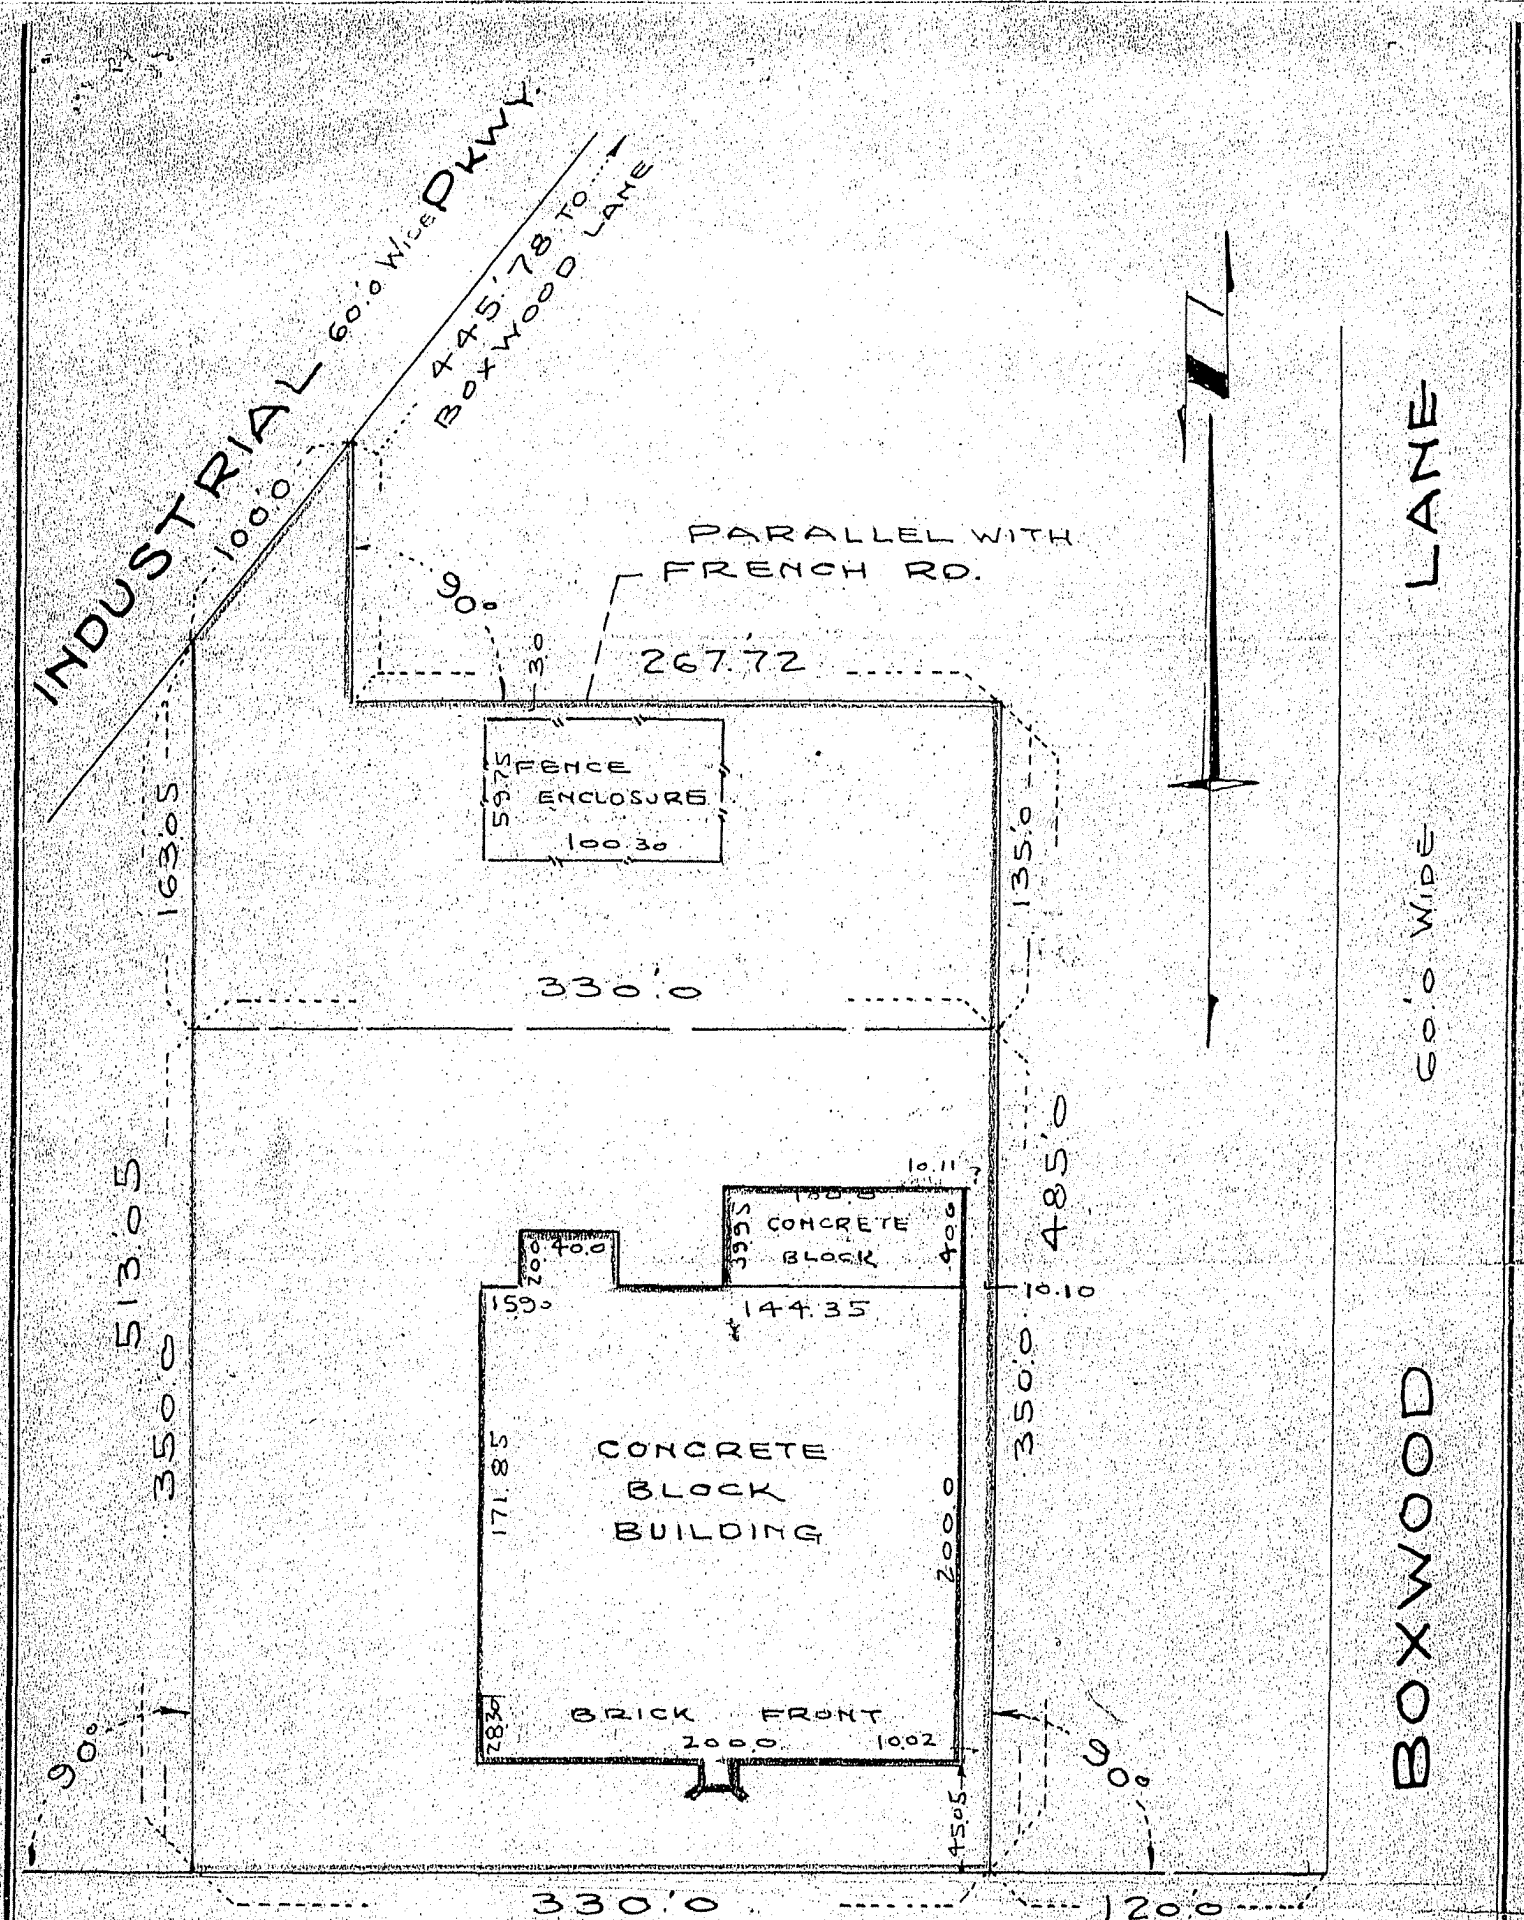 INDUSTRIAL 60.'0 WIDE PKWY.
445.'78 TO
BOXWOOD LANE
100.'0
90°
PARALLEL WITH
FRENCH RD.
3.0
267.'72
FENCE
ENCLOSURE
59.75
100.30
163.05
135.'0
330.'0
513.05
350.0
485.'0
350.'0
10.11
CONCRETE
BLOCK
39.95
40.0
20.0
40.0
15.90
144.35
10.10
171.85
CONCRETE
BLOCK
BUILDING
200.0
28.30
BRICK FRONT
200.0
10.02
45.05
90°
90°
330.'0
120.'0
BOXWOOD LANE
60.'0 WIDE